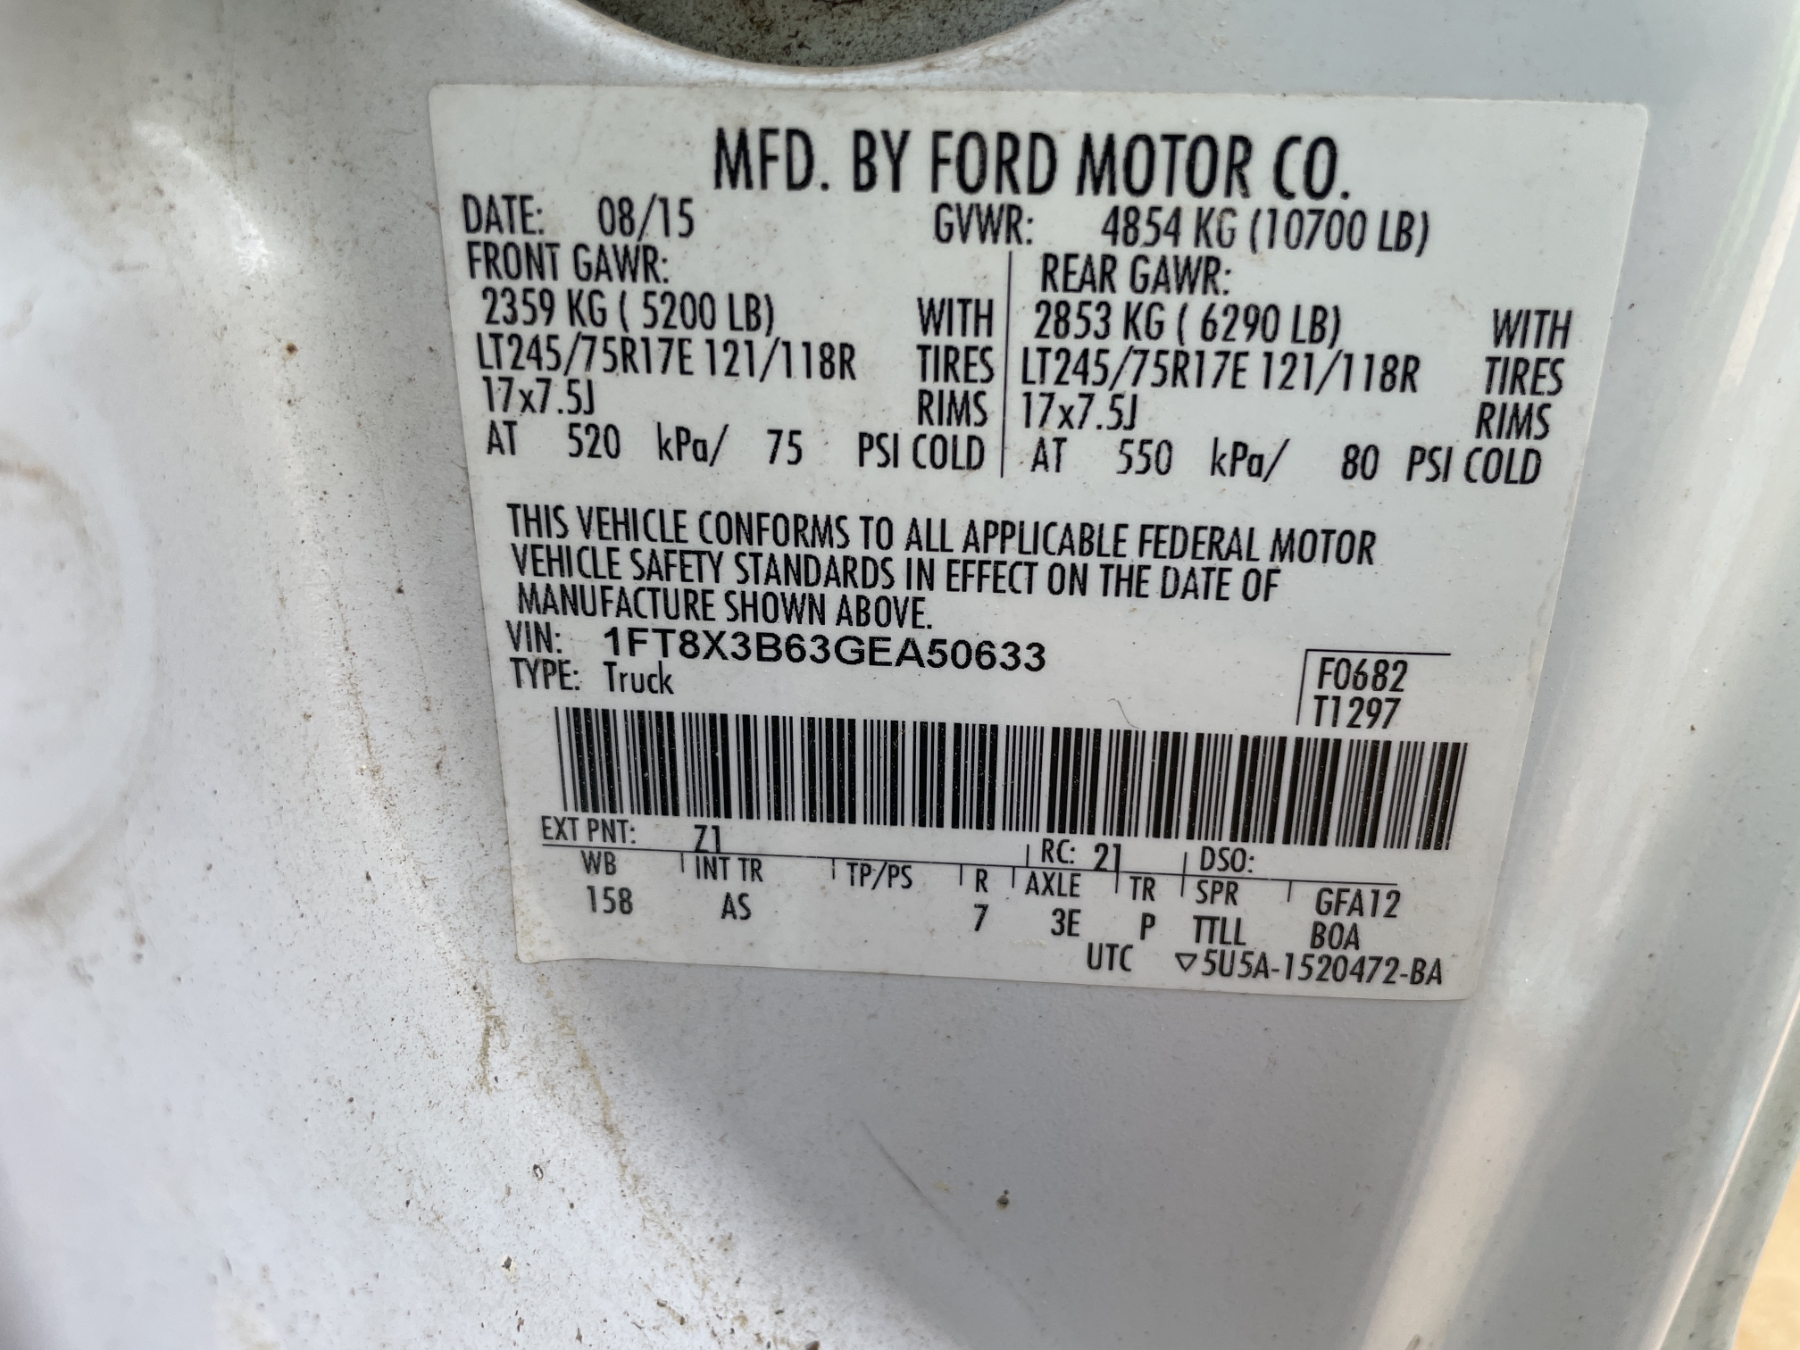 MFD. BY FORD MOTOR CO.
DATE: 08/15 GVWR: 4854 KG (10700 LB)
FRONT GAWR: REAR GAWR:
2359 KG ( 5200 LB) WITH 2853 KG ( 6290 LB) WITH
LT245/75R17E 121/118R TIRES LT245/75R17E 121/118R TIRES
17x7.5J RIMS 17x7.5J RIMS
AT 520 kPa/ 75 PSI COLD AT 550 kPa/ 80 PSI COLD
THIS VEHICLE CONFORMS TO ALL APPLICABLE FEDERAL MOTOR
VEHICLE SAFETY STANDARDS IN EFFECT ON THE DATE OF
MANUFACTURE SHOWN ABOVE.
VIN: 1FT8X3B63GEA50633
TYPE: Truck
F0682
T1297
EXT PNT: Z1 RC: 21 DSO:
WB INT TR TP/PS R AXLE TR SPR GFA12
158 AS 7 3E P TTLL BOA
UTC ▽5U5A-1520472-BA